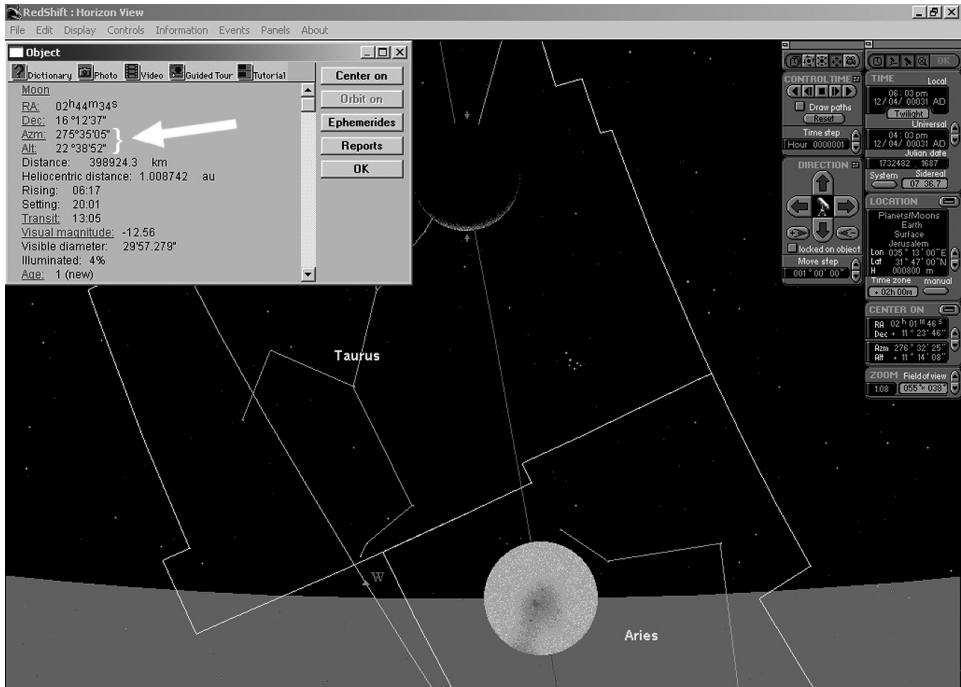 RedShift : Horizon View
File Edit Display Controls Information Events Panels About
Object
Dictionary Photo Video Guided Tour Tutorial
Moon
RA: 02h44m34s
Dec: 16°12'37"
Azm: 275°35'05"
Alt: 22°38'52"
Distance: 398924.3 km
Heliocentric distance: 1.008742 au
Rising: 06:17
Setting: 20:01
Transit: 13:05
Visual magnitude: -12.56
Visible diameter: 29'57.279"
Illuminated: 4%
Age: 1 (new)
Center on
Orbit on
Ephemerides
Reports
OK
CONTROL TIME
Draw paths
Reset
Time step
Hour 0000001
DIRECTION
locked on object
Move step
001°00'00"
OK
TIME Local
06:03 pm
12/04/00031 AD
Twilight
Universal
04:03 pm
12/04/00031 AD
Julian date
1732482 .1687
System Sidereal
07 36.7
LOCATION
Planets/Moons
Earth
Surface
Jerusalem
Lon 035°13'00"E
Lat 31°47'00"N
H 000800 m
Time zone manual
+02h 00m
CENTER ON
RA 02h 01m 46s
Dec + 11°23'46"
Azm 276°32'25"
Alt + 11°14'08"
ZOOM Field of view
1.08 055°× 038°
Taurus
W
Aries